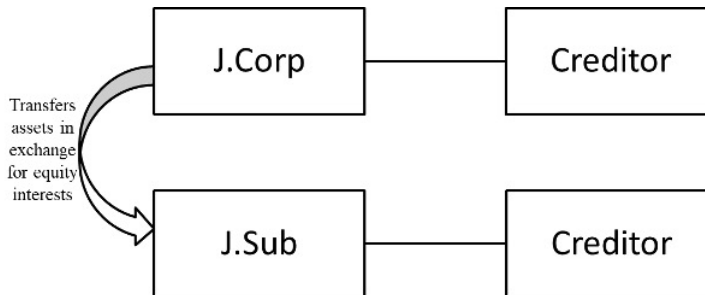 J.Corp
Creditor
Transfers
assets in
exchange
for equity
interests
J.Sub
Creditor